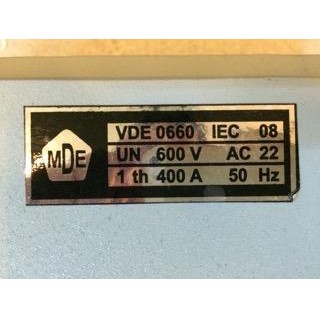 MDE
VDE 0660 IEC 08
UN 600 V AC 22
1 th 400 A 50 Hz